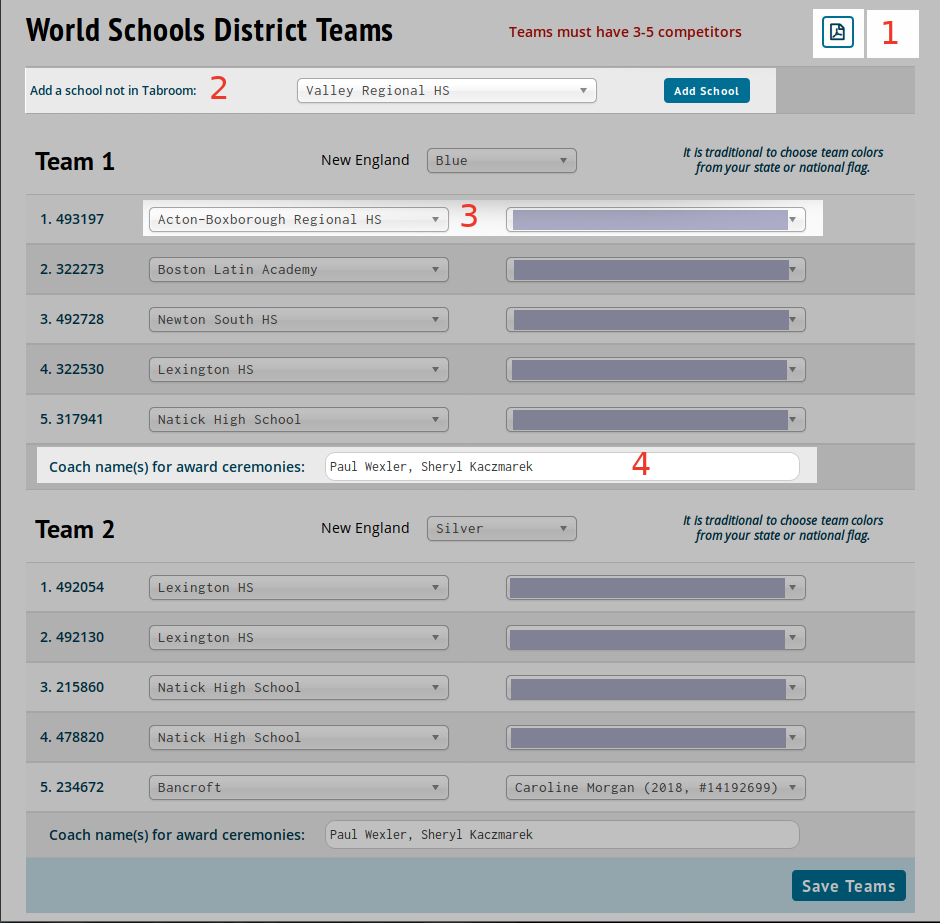 World Schools District Teams
Teams must have 3-5 competitors
1
Add a school not in Tabroom:
2
Valley Regional HS
Add School
Team 1
New England
Blue
It is traditional to choose team colors
from your state or national flag.
1. 493197
Acton-Boxborough Regional HS
3
2. 322273
Boston Latin Academy
3. 492728
Newton South HS
4. 322530
Lexington HS
5. 317941
Natick High School
Coach name(s) for award ceremonies:
Paul Wexler, Sheryl Kaczmarek
4
Team 2
New England
Silver
It is traditional to choose team colors
from your state or national flag.
1. 492054
Lexington HS
2. 492130
Lexington HS
3. 215860
Natick High School
4. 478820
Natick High School
5. 234672
Bancroft
Caroline Morgan (2018, #14192699)
Coach name(s) for award ceremonies:
Paul Wexler, Sheryl Kaczmarek
Save Teams